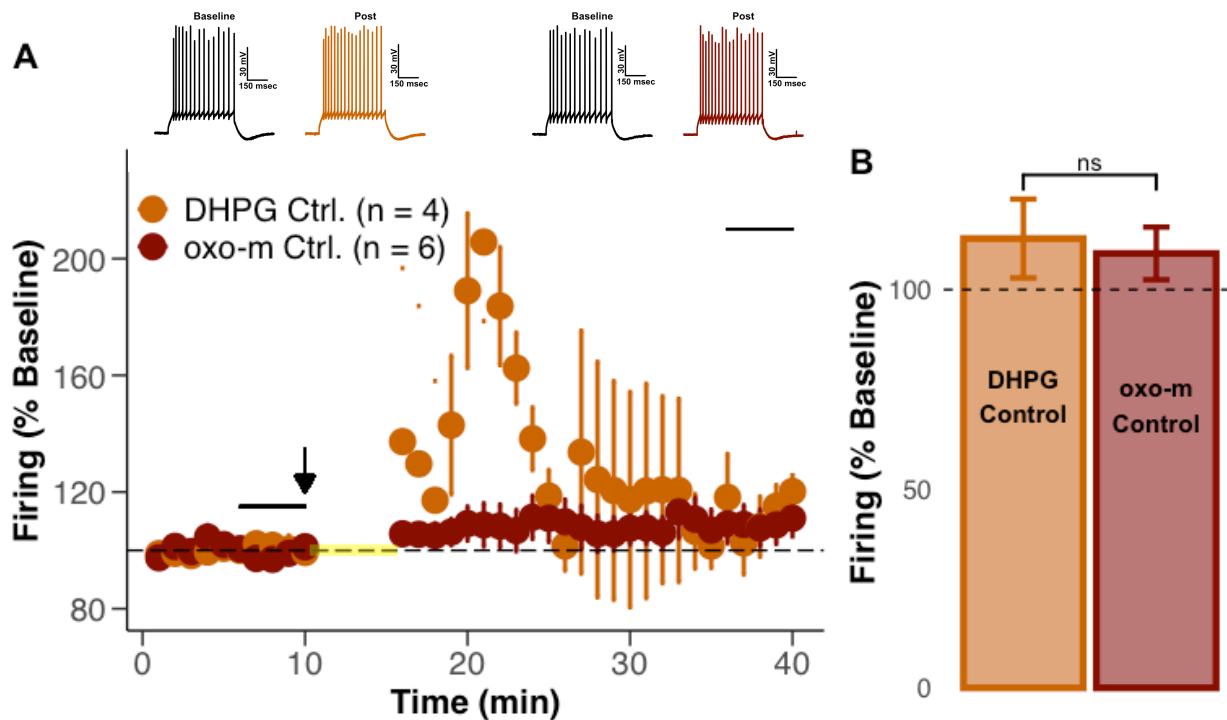 A
Baseline
30 mV
150 msec
Post
30 mV
150 msec
Baseline
30 mV
150 msec
Post
30 mV
150 msec
DHPG Ctrl. (n = 4)
oxo-m Ctrl. (n = 6)
Firing (% Baseline)
200
160
120
80
0
10
20
30
40
Time (min)
B
ns
Firing (% Baseline)
100
50
0
DHPG
Control
oxo-m
Control